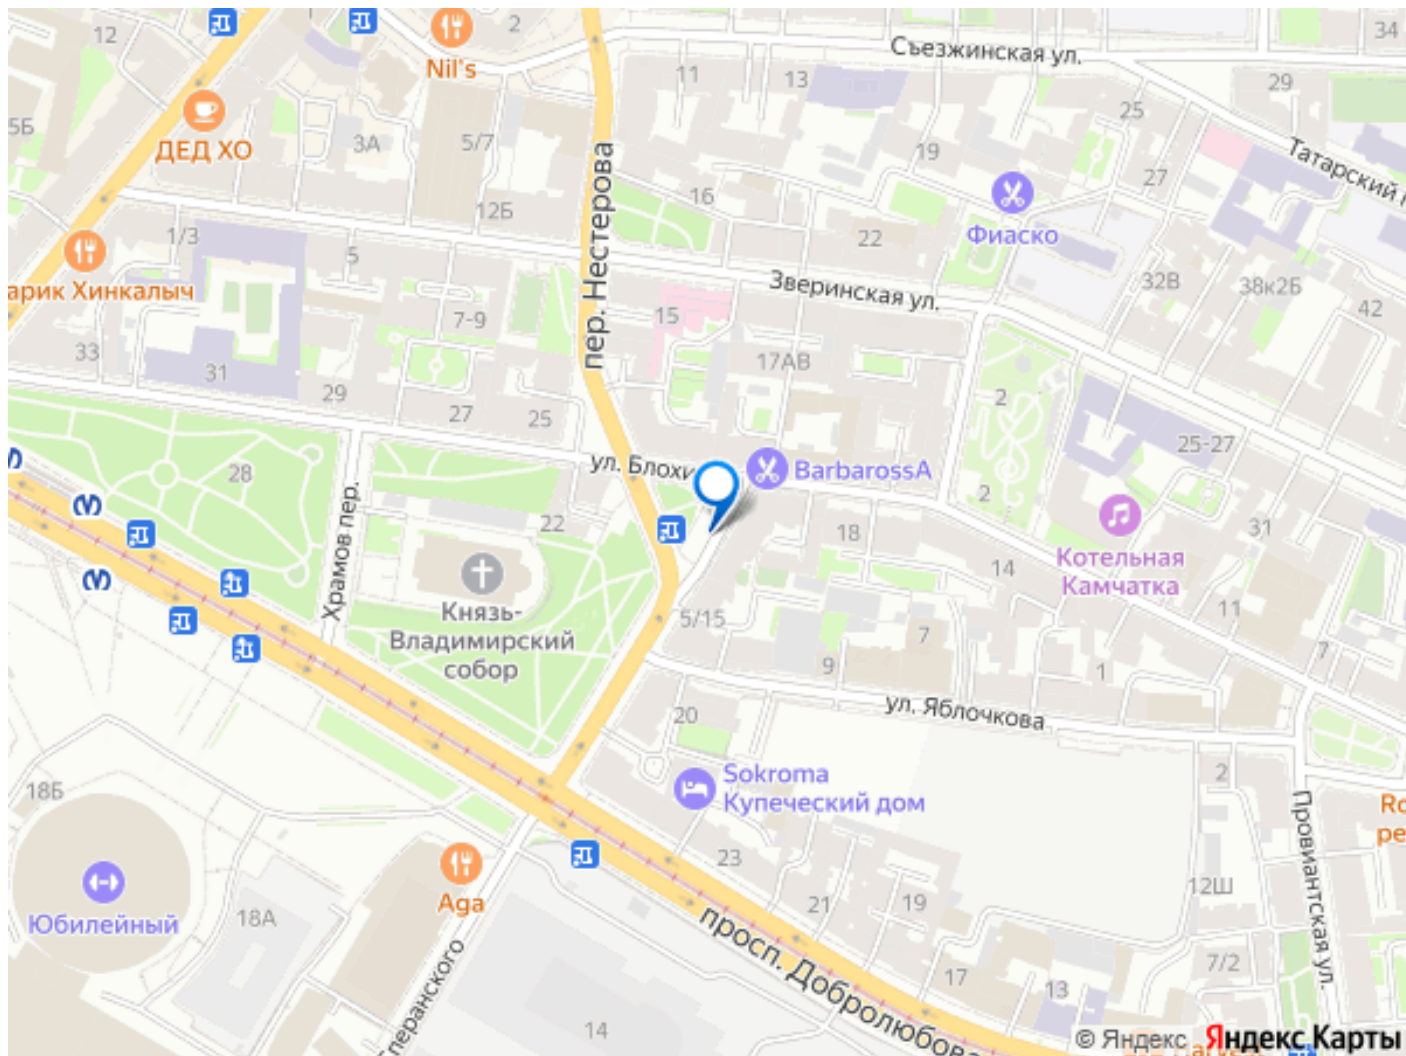 12
2
34
Съезжинская ул.
Nil's
11
13
29
5Б
ДЕД ХО
3А
5/7
25
19
Татарский
27
пер. Нестерова
16
12Б
Фиаско
22
1/3
5
арик Хинкалыч
Зверинская ул.
32В
38к2Б
42
7-9
15
33
31
29
17АВ
27
25
2
25-27
28
ул. Блохи
BarbarossA
2
22
18
31
Храмов пер.
14
Котельная
Камчатка
Князь-
Владимирский
собор
5/15
7
9
11
7
1
20
ул. Яблочкова
Sokroma
Купеческий дом
2
18Б
Провиантская ул.
Ro
ре
23
12Ш
Юбилейный
18А
Aga
21
19
просп. Добролюбова
7/2
17
13
14
© Яндекс Яндекс Карты